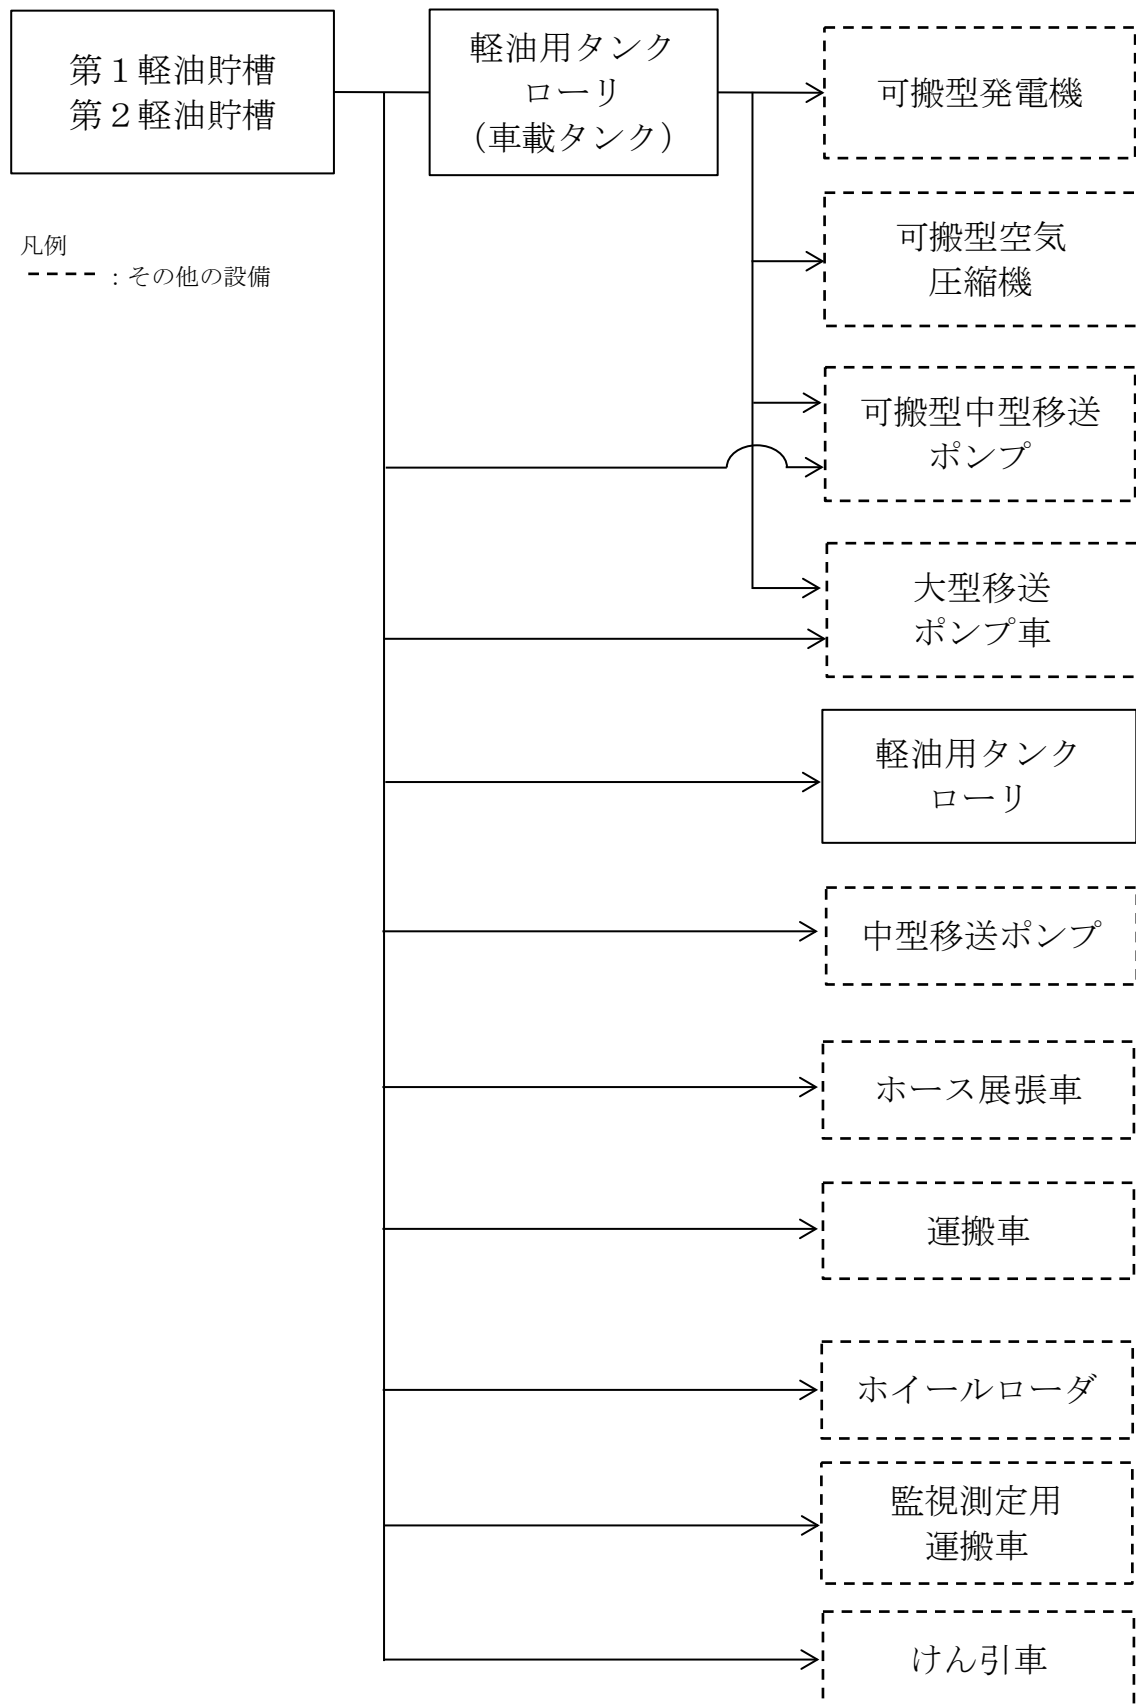 第１軽油貯槽
第２軽油貯槽
軽油用タンク
ローリ
（車載タンク）
可搬型発電機
凡例
：その他の設備
可搬型空気
圧縮機
可搬型中型移送
ポンプ
大型移送
ポンプ車
軽油用タンク
ローリ
中型移送ポンプ
ホース展張車
運搬車
ホイールローダ
監視測定用
運搬車
けん引車